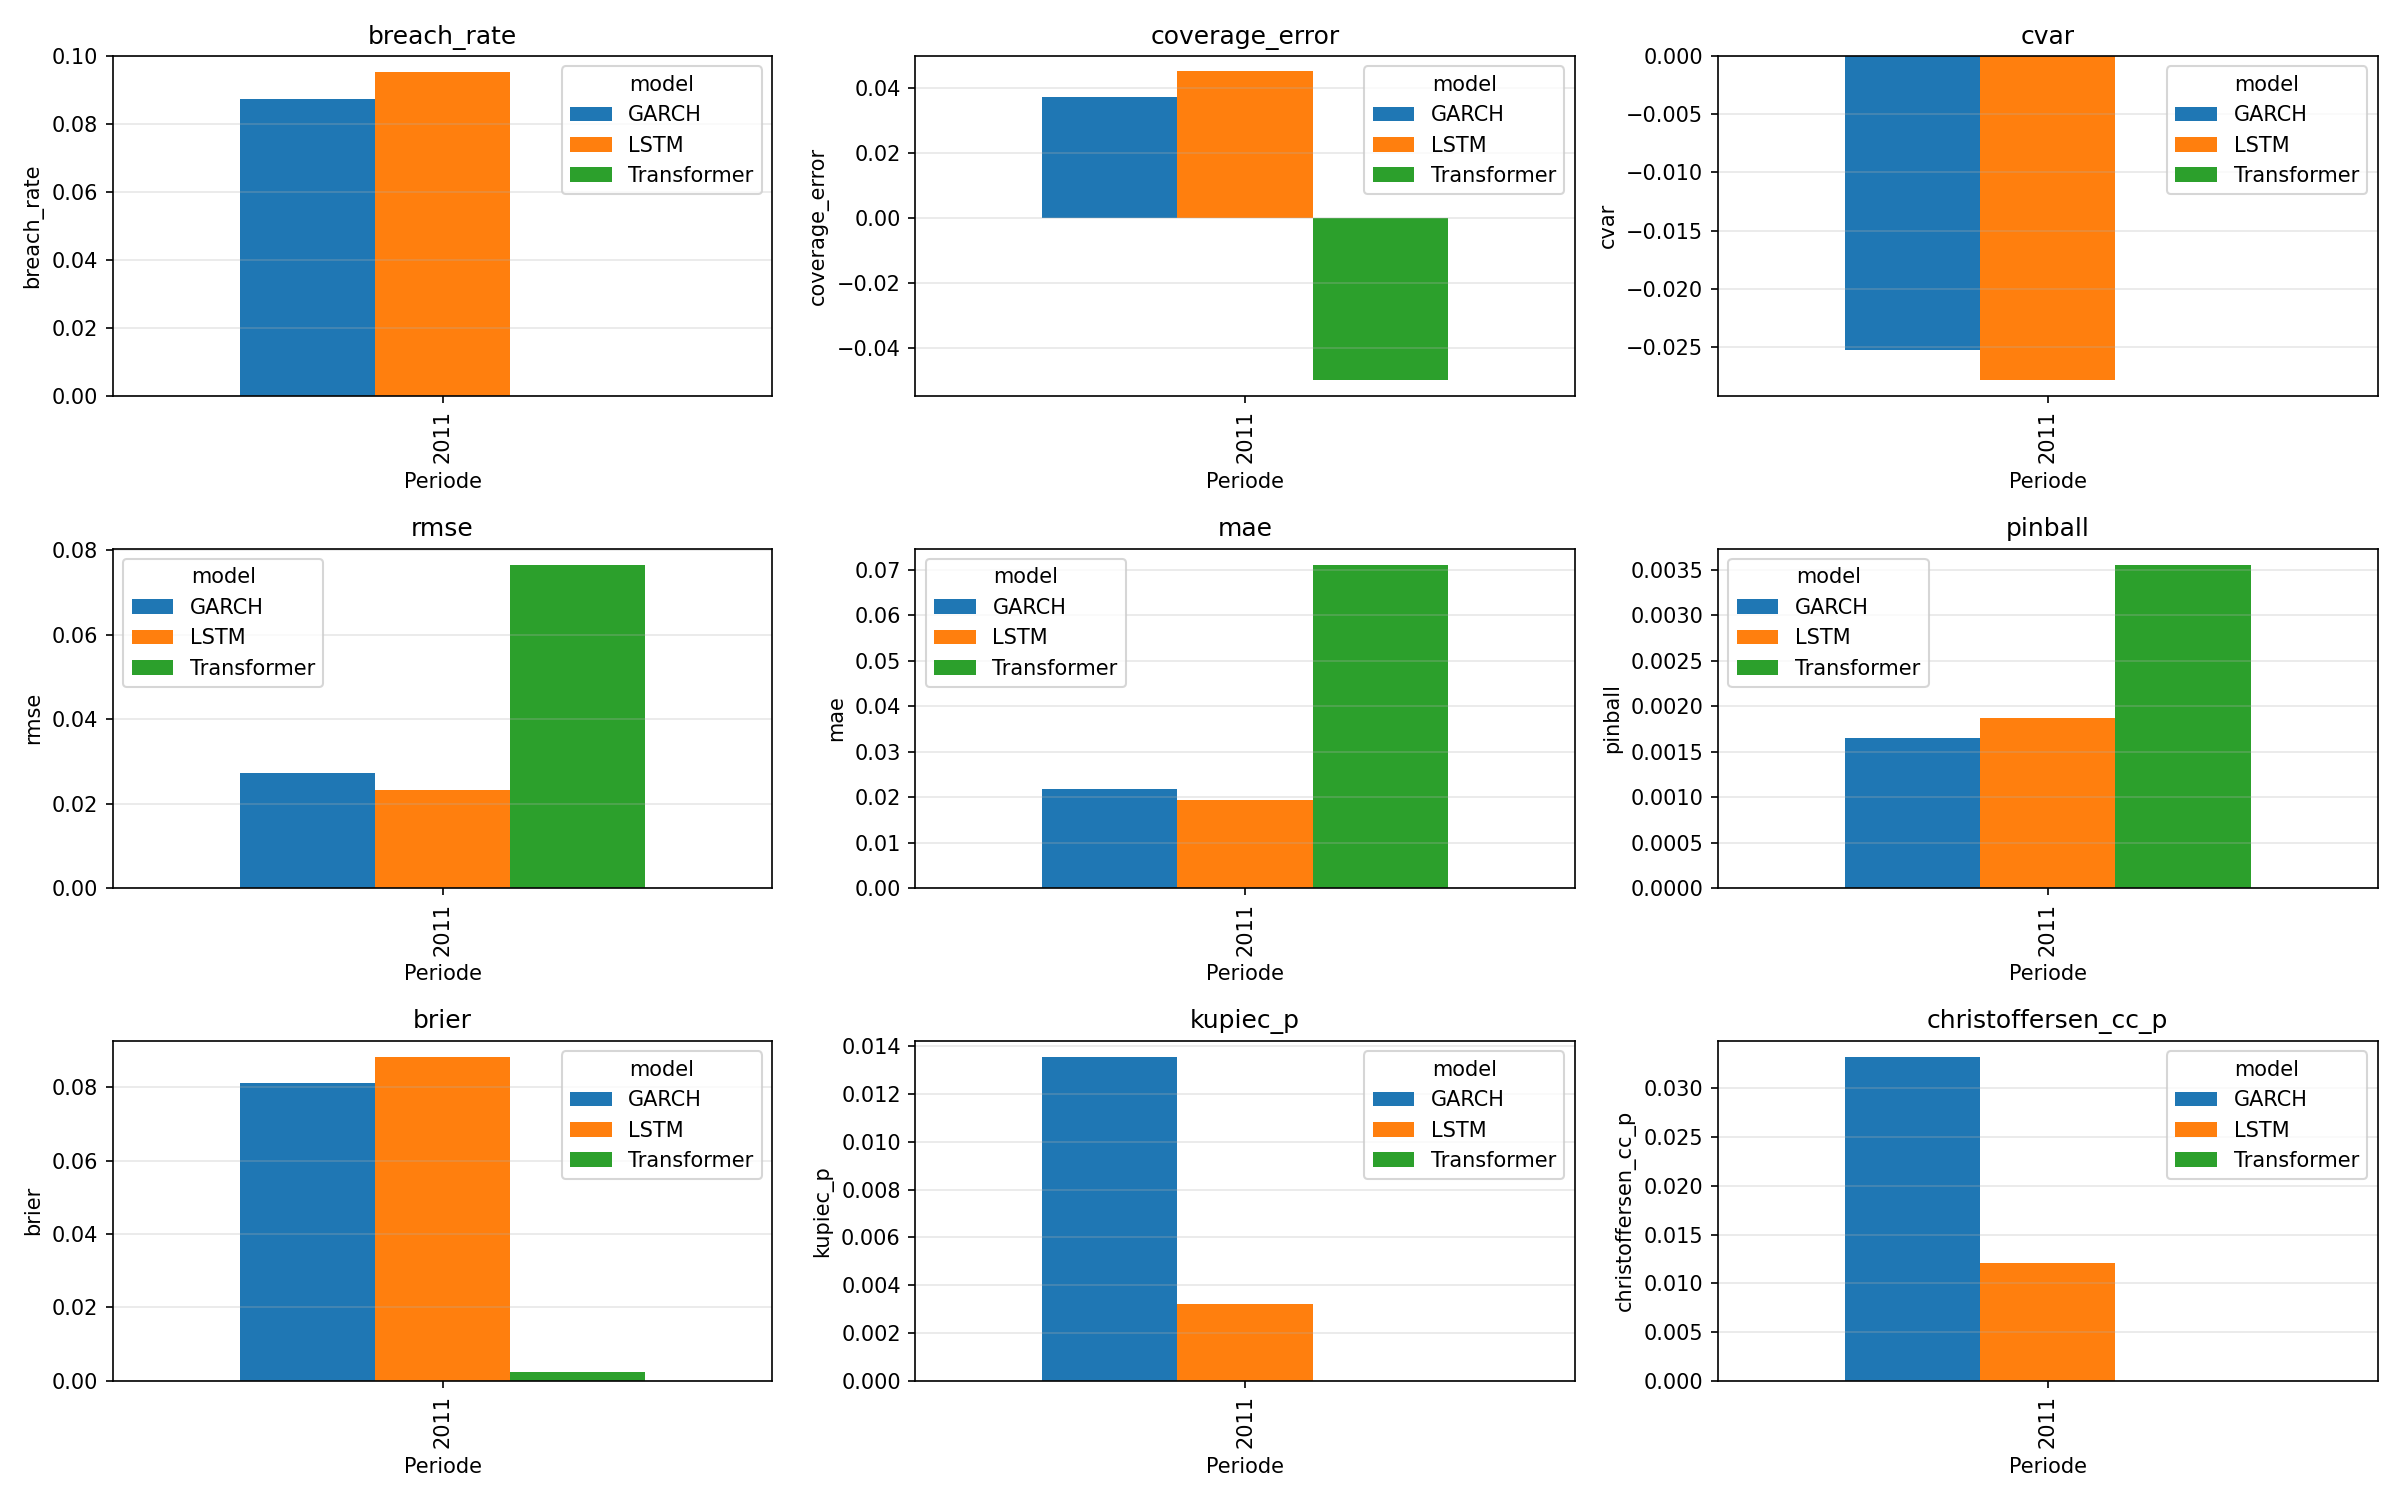 breach_rate
0.10
0.08
0.06
0.04
0.02
0.00
breach_rate
model
GARCH
LSTM
Transformer
2011
Periode
coverage_error
0.04
0.02
0.00
−0.02
−0.04
coverage_error
model
GARCH
LSTM
Transformer
2011
Periode
cvar
0.000
−0.005
−0.010
−0.015
−0.020
−0.025
cvar
model
GARCH
LSTM
Transformer
2011
Periode
rmse
0.08
0.06
0.04
0.02
0.00
rmse
model
GARCH
LSTM
Transformer
2011
Periode
mae
0.07
0.06
0.05
0.04
0.03
0.02
0.01
0.00
mae
model
GARCH
LSTM
Transformer
2011
Periode
pinball
0.0035
0.0030
0.0025
0.0020
0.0015
0.0010
0.0005
0.0000
pinball
model
GARCH
LSTM
Transformer
2011
Periode
brier
0.08
0.06
0.04
0.02
0.00
brier
model
GARCH
LSTM
Transformer
2011
Periode
kupiec_p
0.014
0.012
0.010
0.008
0.006
0.004
0.002
0.000
kupiec_p
model
GARCH
LSTM
Transformer
2011
Periode
christoffersen_cc_p
0.030
0.025
0.020
0.015
0.010
0.005
0.000
christoffersen_cc_p
model
GARCH
LSTM
Transformer
2011
Periode